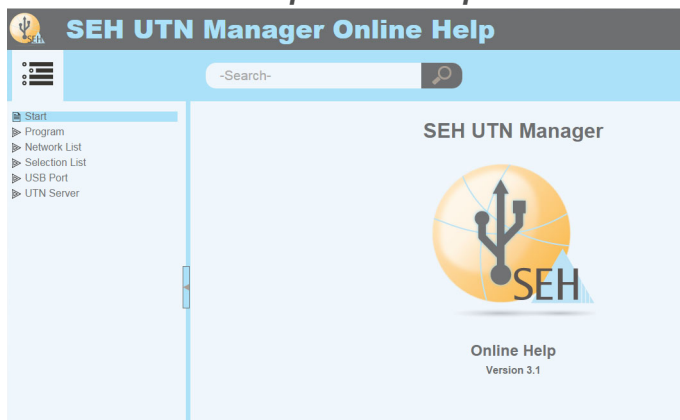 SEH
SEH UTN Manager Online Help
-Search-
Start
Program
Network List
Selection List
USB Port
UTN Server
SEH UTN Manager
SEH
Online Help
Version 3.1